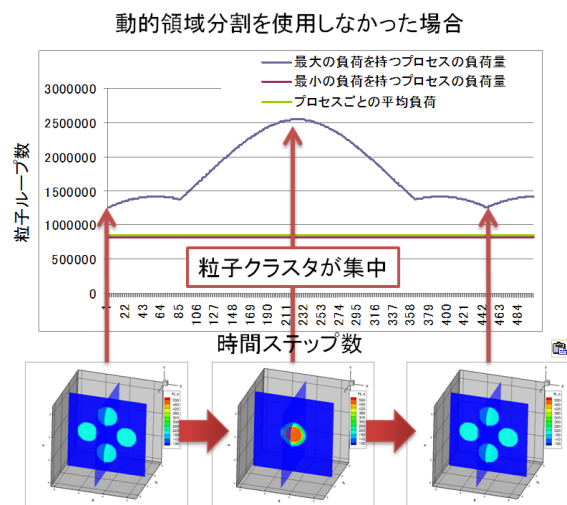 動的領域分割を使用しなかった場合
最大の負荷を持つプロセスの負荷量
最小の負荷を持つプロセスの負荷量
プロセスごとの平均負荷
粒子ループ数
3000000
2500000
2000000
1500000
1000000
500000
0
粒子クラスタが集中
1 22 43 64 85 106 127 148 169 190 211 232 253 274 295 316 337 358 379 400 421 442 463 484
時間ステップ数